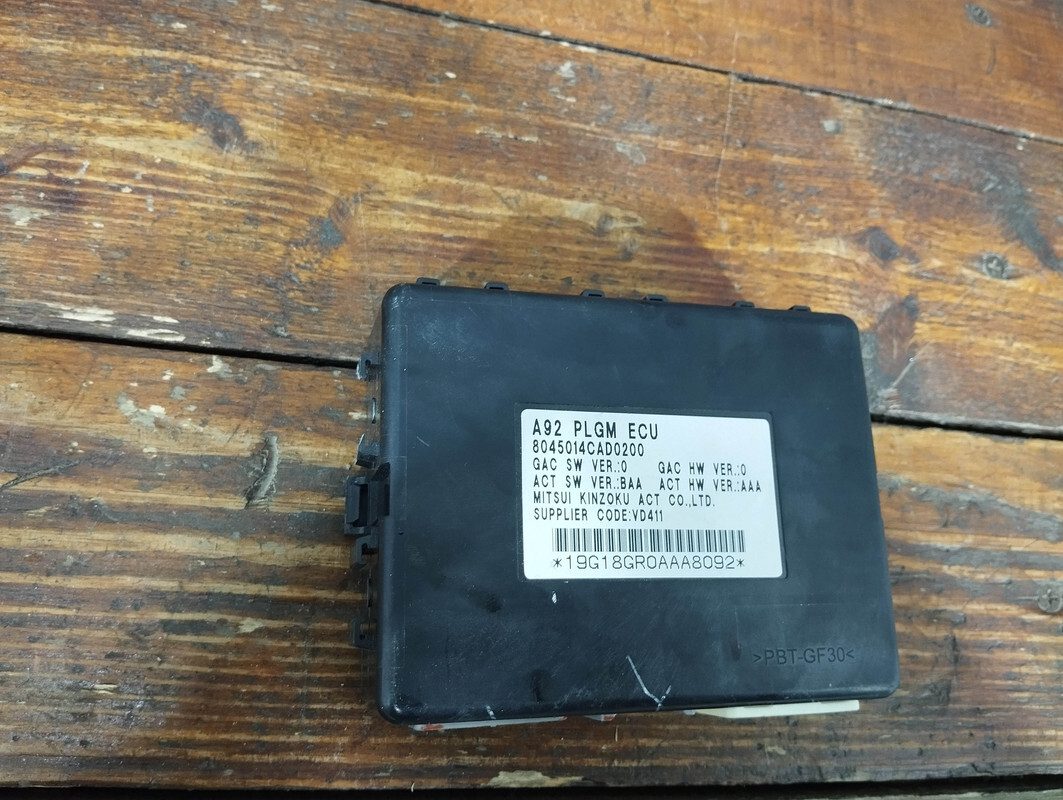 A92 PLGM ECU
8045014CAD0200
GAC SW VER.:0 GAC HW VER.:0
ACT SW VER.:BAA ACT HW VER.:AAA
MITSUI KINZOKU ACT CO.,LTD.
SUPPLIER CODE:VD411
*19G18GR0AAA8092*
>PBT-GF30<